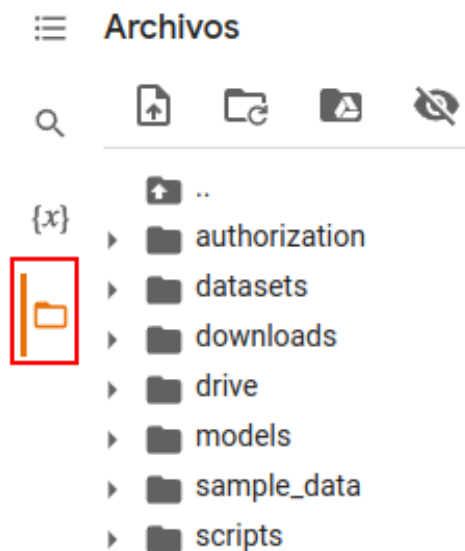 Archivos
{x}
..
authorization
datasets
downloads
drive
models
sample_data
scripts